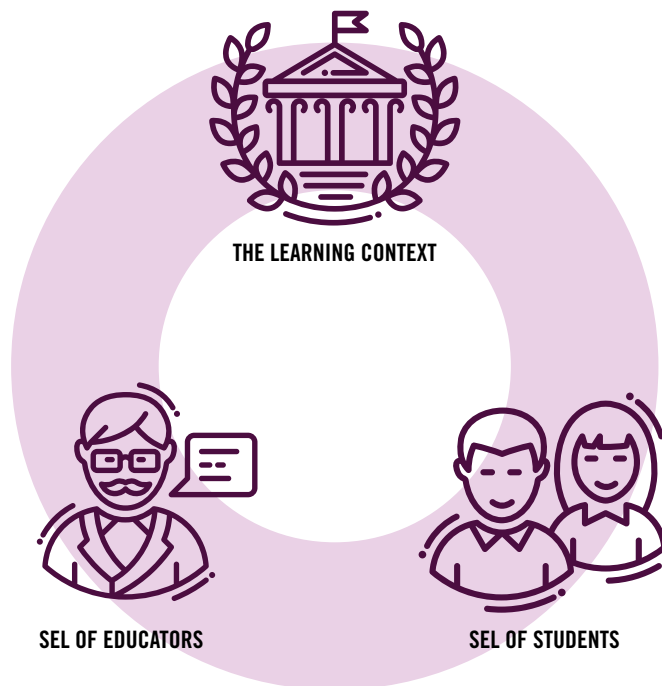 THE LEARNING CONTEXT
SEL OF EDUCATORS
SEL OF STUDENTS